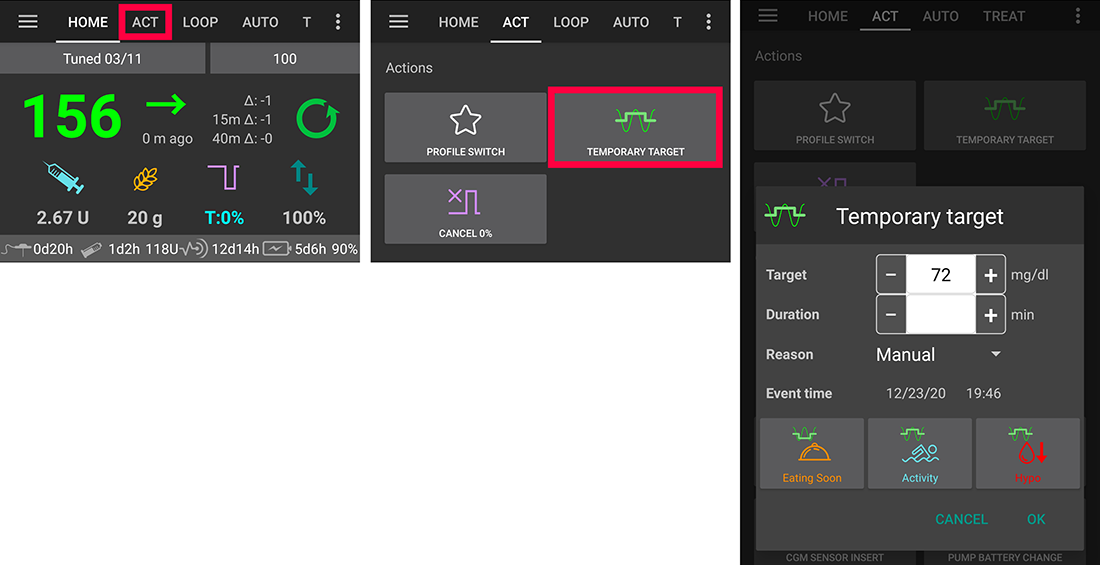 HOME ACT LOOP AUTO T
Tuned 03/11 100
156
Δ: -1
15m Δ: -1
40m Δ: -0
0 m ago
2.67 U 20 g T:0% 100%
0d20h 1d2h 118U 12d14h 5d6h 90%
HOME ACT LOOP AUTO T
Actions
PROFILE SWITCH TEMPORARY TARGET
CANCEL 0%
HOME ACT AUTO TREAT
Actions
PROFILE SWITCH TEMPORARY TARGET
Temporary target
Target - 72 + mg/dl
Duration - + min
Reason Manual
Event time 12/23/20 19:46
Eating Soon Activity Hypo
CANCEL OK
CGM SENSOR INSERT PUMP BATTERY CHANGE